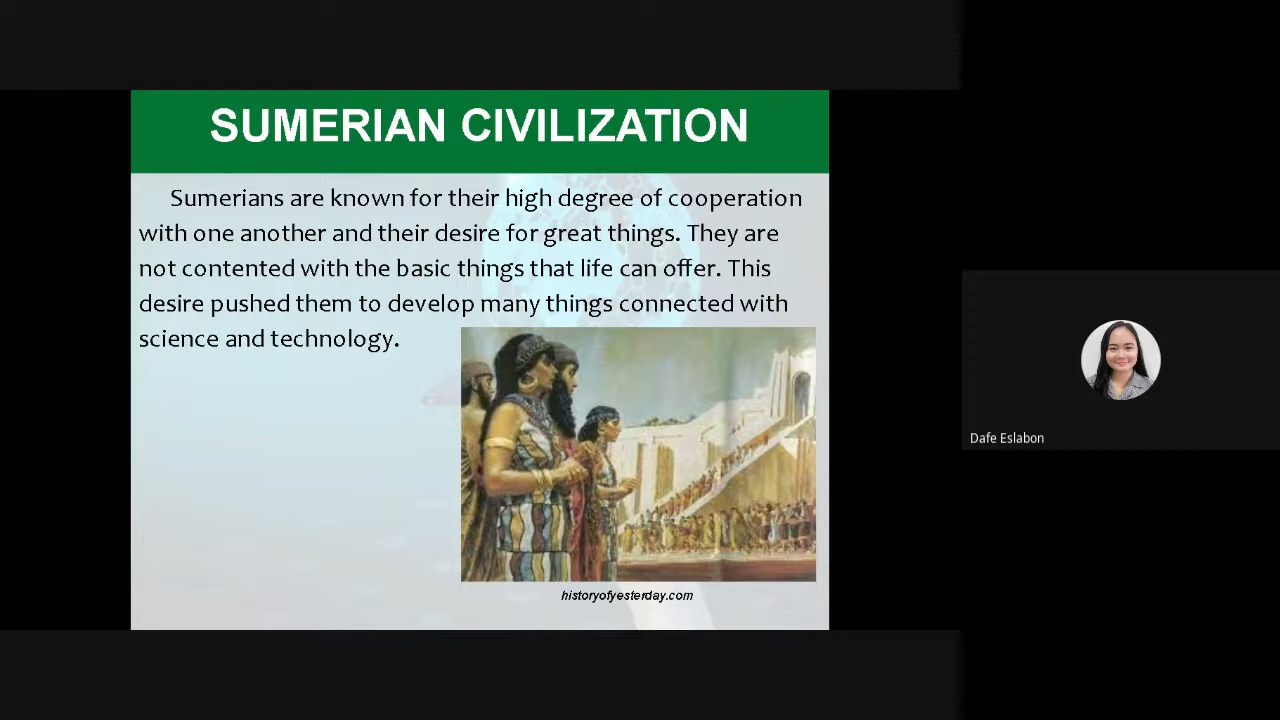 SUMERIAN CIVILIZATION
Sumerians are known for their high degree of cooperation
with one another and their desire for great things. They are
not contented with the basic things that life can offer. This
desire pushed them to develop many things connected with
science and technology.
historyofyesterday.com
Dafe Eslabon